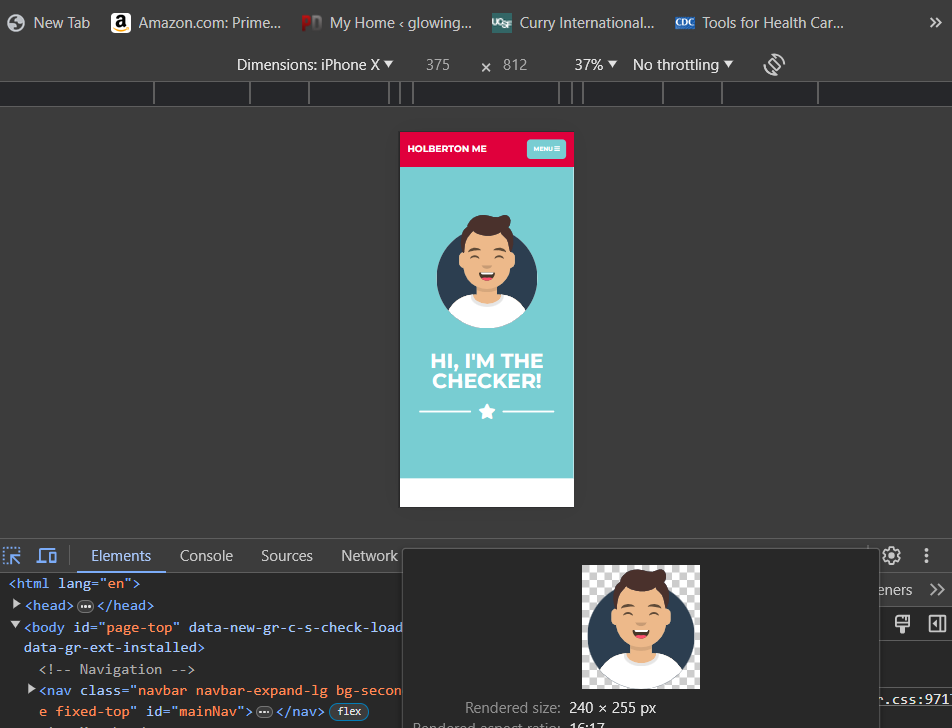 New Tab Amazon.com: Prime... My Home ‹ glowing... UCSF Curry International... CDC Tools for Health Car... »
Dimensions: iPhone X ▼ 375 × 812 37% ▼ No throttling ▼
HOLBERTON ME MENU
HI, I'M THE
CHECKER!
Elements Console Sources Network
<html lang="en">
<head> ••• </head>
<body id="page-top" data-new-gr-c-s-check-load
data-gr-ext-installed>
<!-- Navigation -->
<nav class="navbar navbar-expand-lg bg-secon
e fixed-top" id="mainNav"> ••• </nav> flex
eners »
r.css:971
Rendered size: 240 × 255 px
Rendered aspect ratio: 16:17